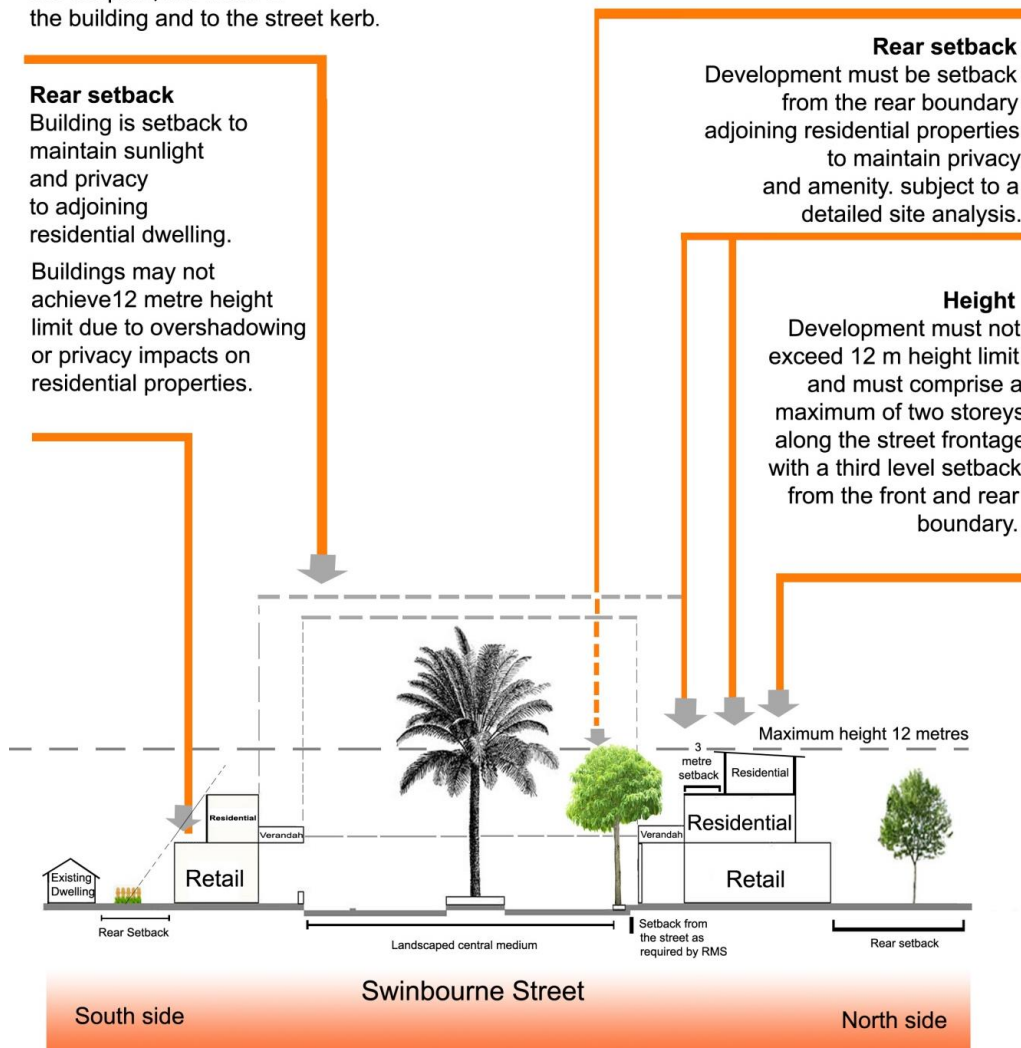 the building and to the street kerb.
Rear setback
Building is setback to
maintain sunlight
and privacy
to adjoining
residential dwelling.
Buildings may not
achieve12 metre height
limit due to overshadowing
or privacy impacts on
residential properties.
Rear setback
Development must be setback
from the rear boundary
adjoining residential properties
to maintain privacy
and amenity. subject to a
detailed site analysis.
Height
Development must not
exceed 12 m height limit
and must comprise a
maximum of two storeys
along the street frontage
with a third level setback
from the front and rear
boundary.
Maximum height 12 metres
3
metre
setback
Residential
Residential
Verandah
Verandah
Residential
Retail
Retail
Existing
Dwelling
Rear Setback
Landscaped central medium
Setback from
the street as
required by RMS
Rear setback
Swinbourne Street
South side
North side